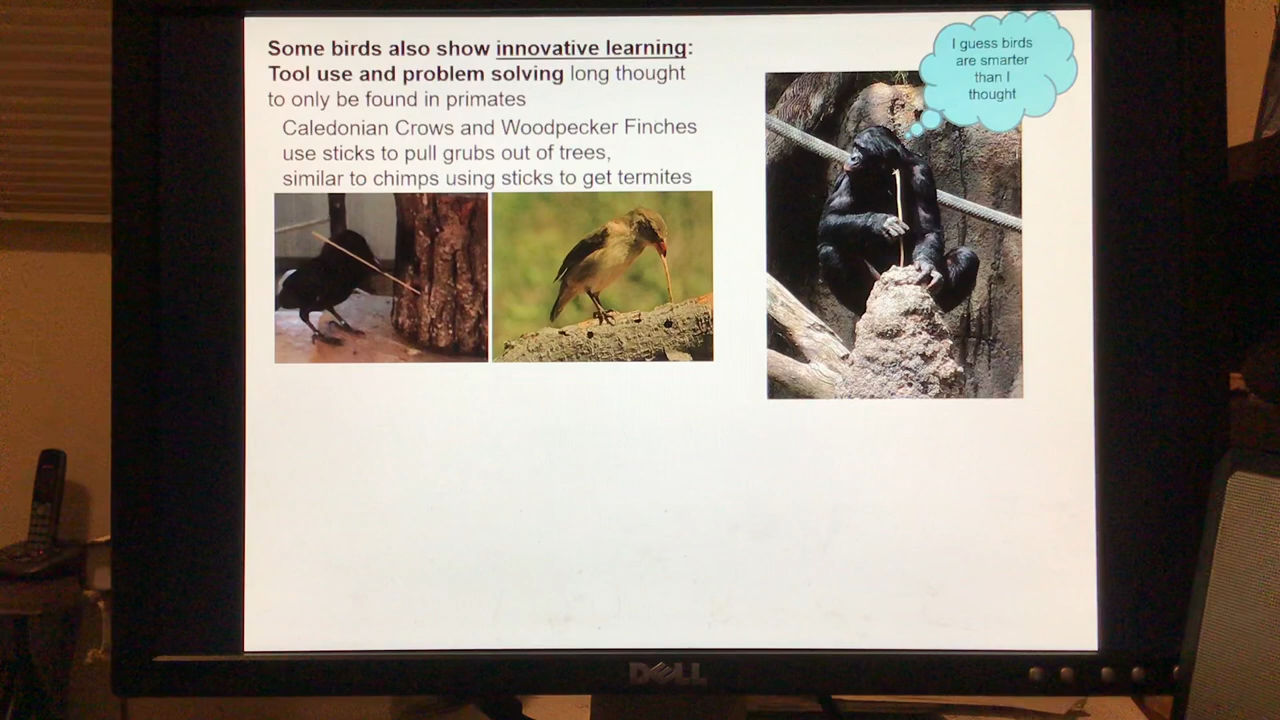 Some birds also show innovative learning:
Tool use and problem solving long thought
to only be found in primates
Caledonian Crows and Woodpecker Finches
use sticks to pull grubs out of trees,
similar to chimps using sticks to get termites
I guess birds
are smarter
than I
thought
DELL